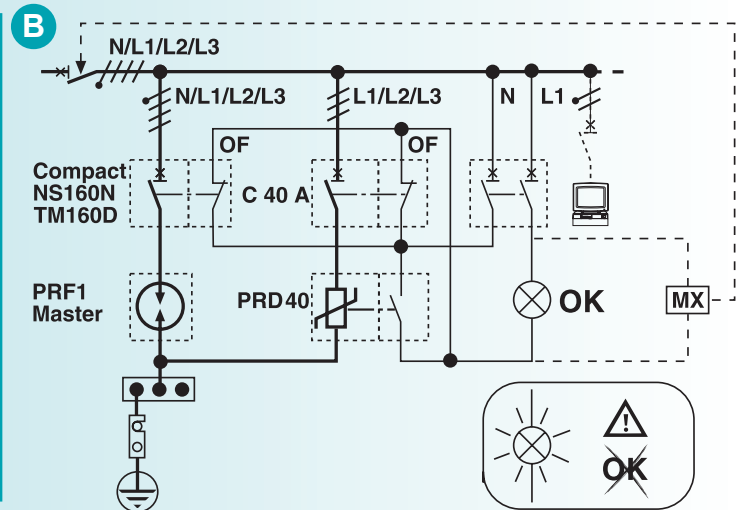 B
N/L1/L2/L3
N/L1/L2/L3
L1/L2/L3
N
L1
OF
OF
Compact
NS160N
TM160D
C 40 A
PRF1
Master
PRD40
OK
MX
!
OK